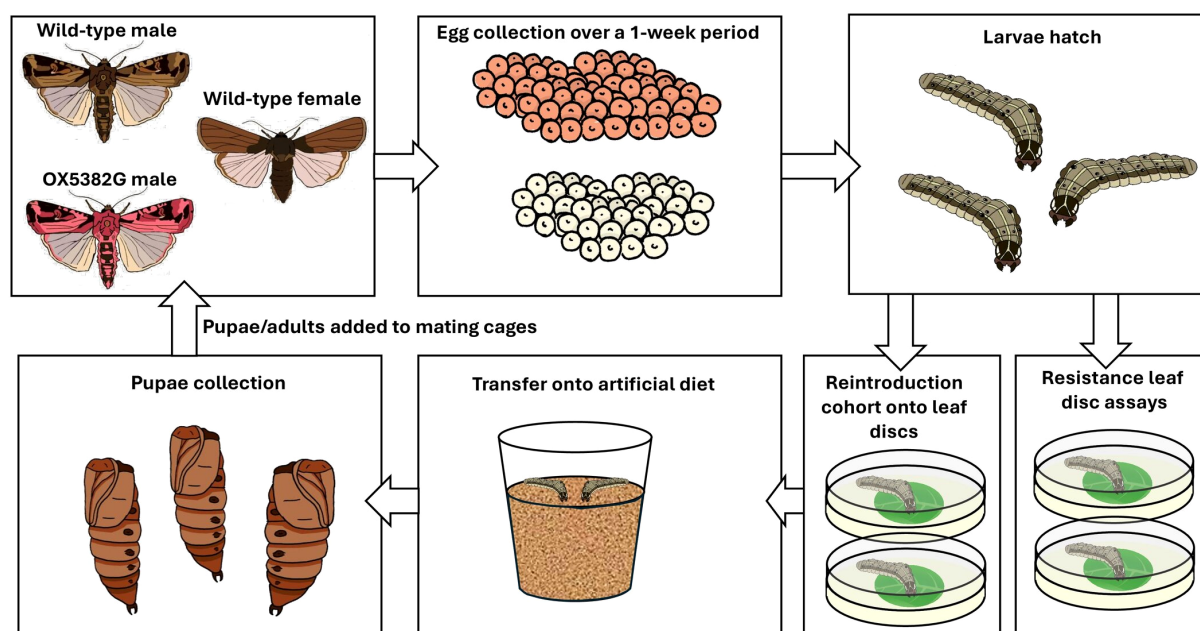 Wild-type male
Wild-type female
OX5382G male
Egg collection over a 1-week period
Larvae hatch
Pupae/adults added to mating cages
Pupae collection
Transfer onto artificial diet
Reintroduction
cohort onto leaf
discs
Resistance leaf
disc assays